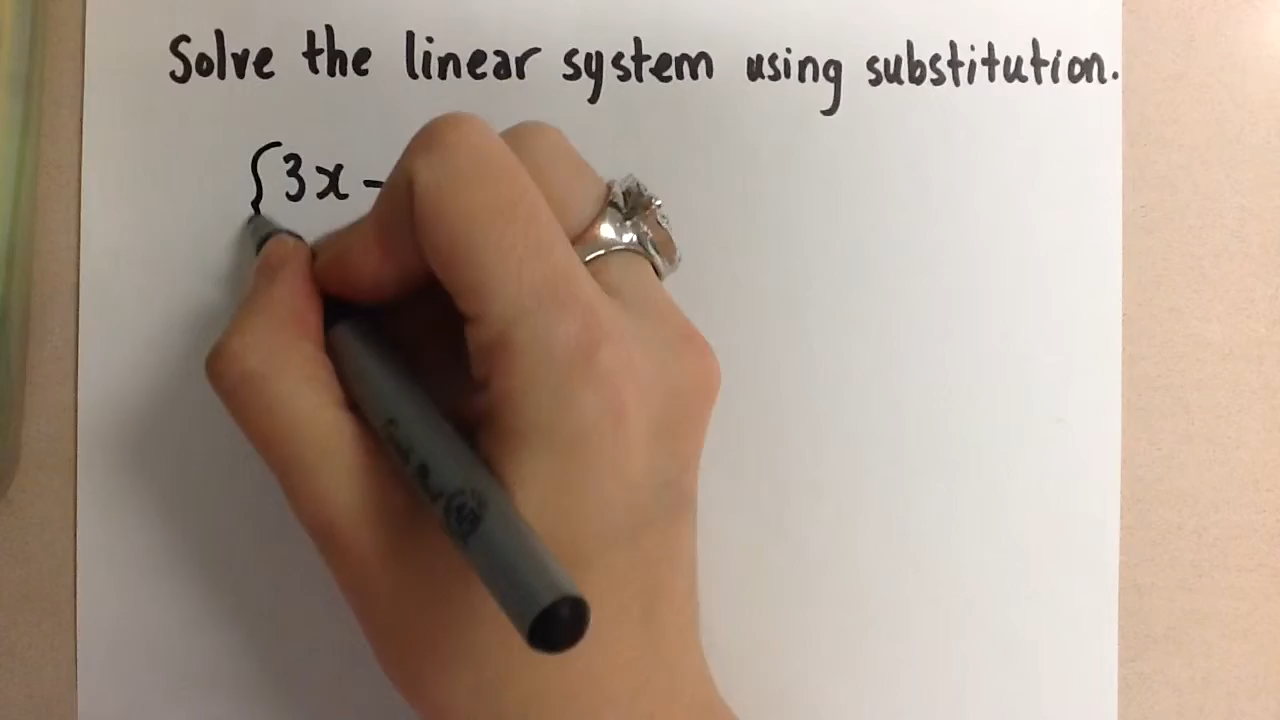 Solve the linear system using substitution.
{3x -